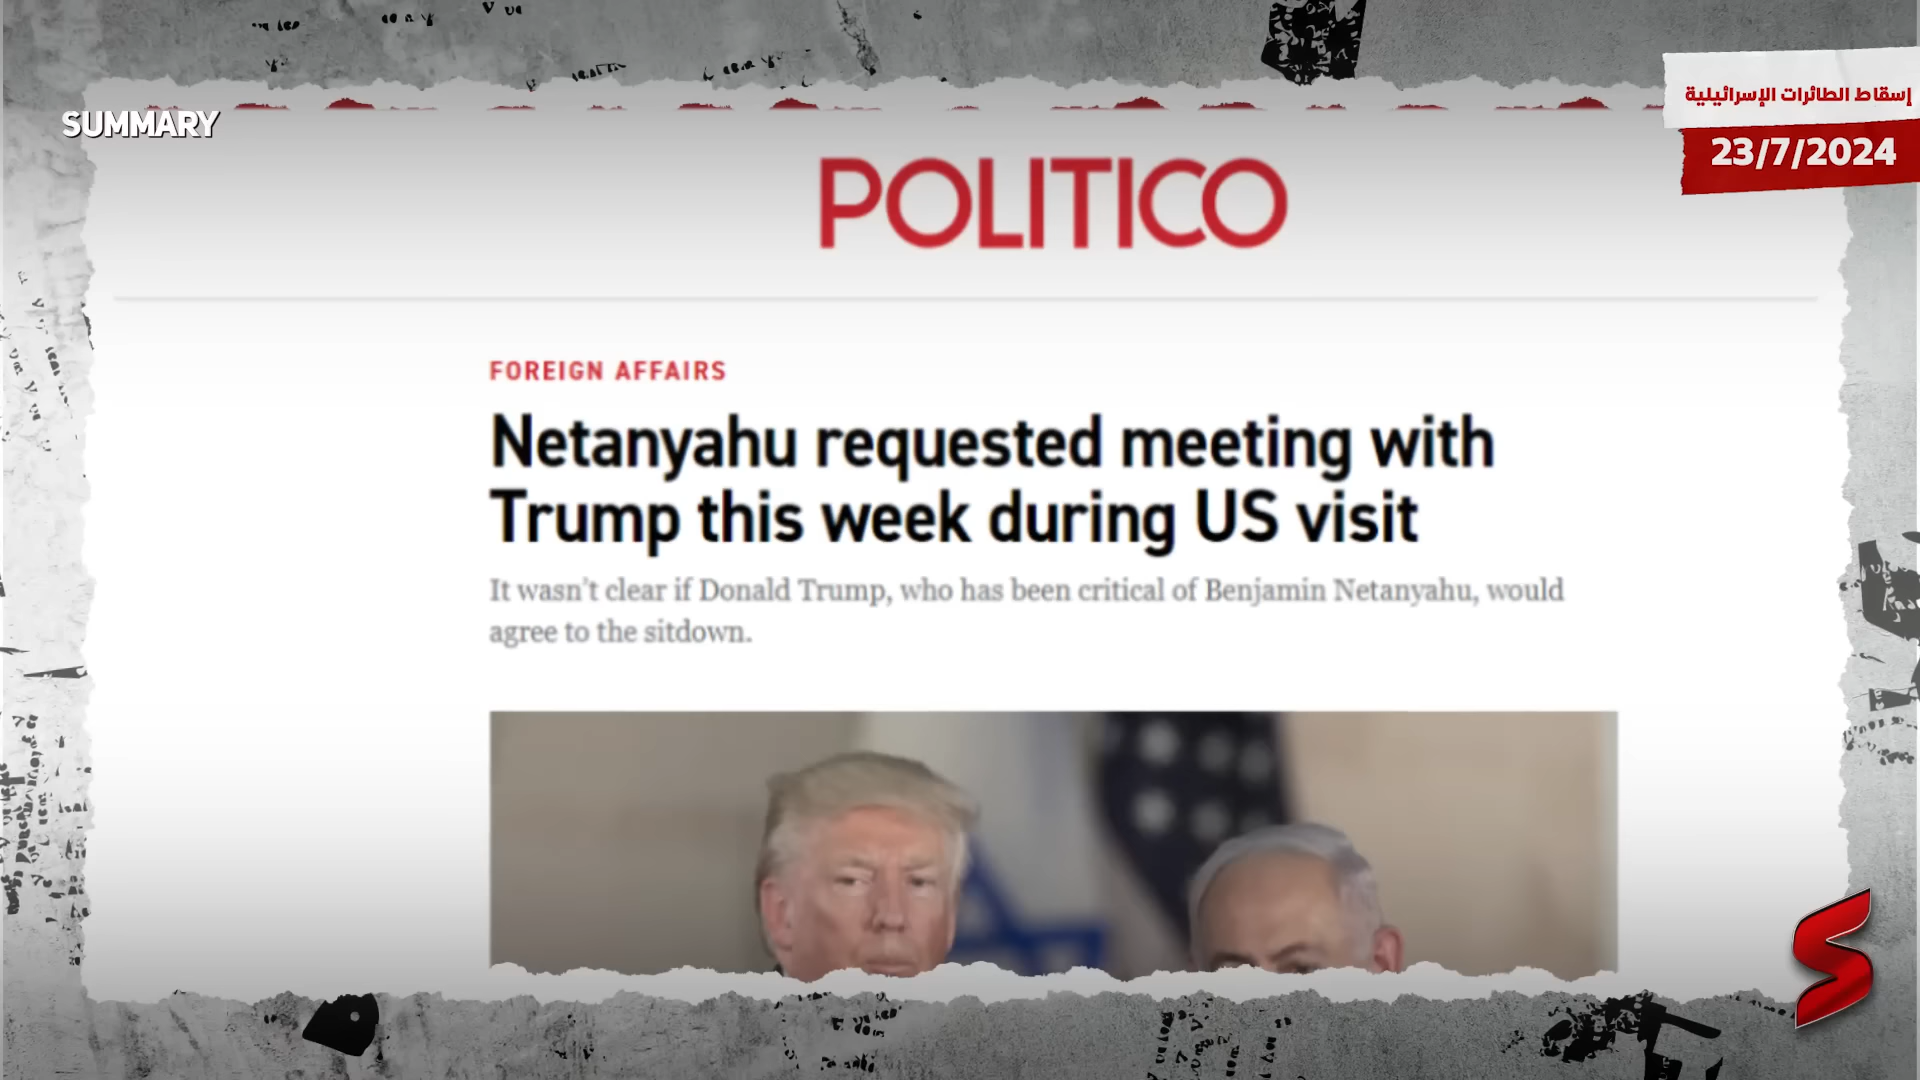 SUMMARY
إسقاط الطائرات الإسرائيلية
23/7/2024
POLITICO
FOREIGN AFFAIRS
Netanyahu requested meeting with
Trump this week during US visit
It wasn't clear if Donald Trump, who has been critical of Benjamin Netanyahu, would
agree to the sitdown.